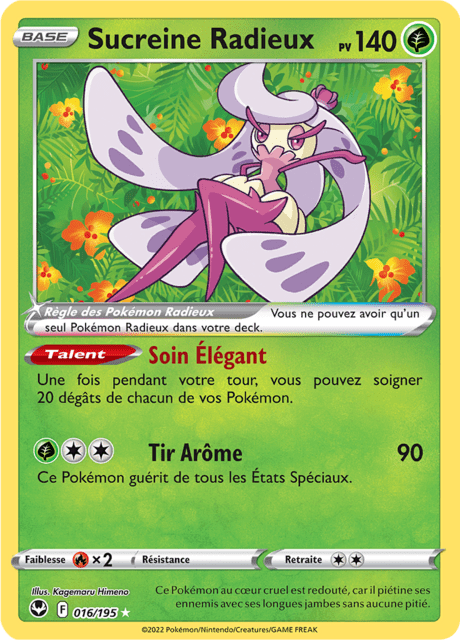 BASE Sucreine Radieux PV 140
Règle des Pokémon Radieux Vous ne pouvez avoir qu'un
seul Pokémon Radieux dans votre deck.
Talent Soin Élégant
Une fois pendant votre tour, vous pouvez soigner
20 dégâts de chacun de vos Pokémon.
Tir Arôme 90
Ce Pokémon guérit de tous les États Spéciaux.
Faiblesse ×2 Résistance Retraite
Illus. Kagemaru Himeno
F 016/195
Ce Pokémon au cœur cruel est redouté, car il piétine ses
ennemis avec ses longues jambes sans aucune pitié.
©2022 Pokémon/Nintendo/Creatures/GAME FREAK